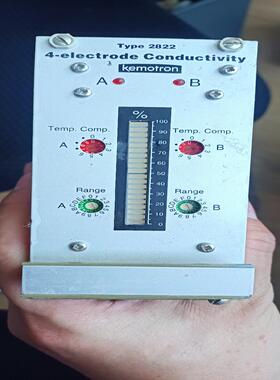 Type 2822
4-electrode Conductivity
kemotron
A B
%
100
90
80
70
60
50
40
30
20
10
0
Temp. Comp.
A
Temp. Comp.
B
Range
A
Range
B